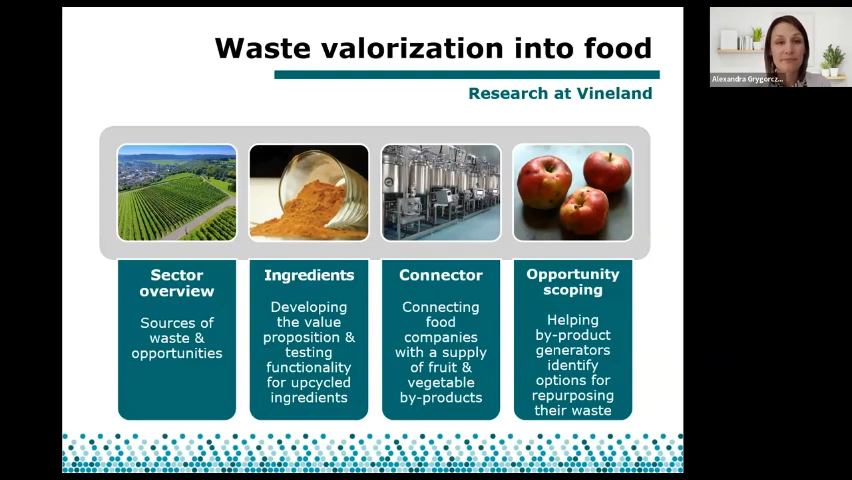 Waste valorization into food
Research at Vineland
Sector
overview
Sources of
waste &
opportunities
Ingredients
Developing
the value
proposition &
testing
functionality
for upcycled
ingredients
Connector
Connecting
food
companies
with a supply
of fruit &
vegetable
by-products
Opportunity
scoping
Helping
by-product
generators
identify
options for
repurposing
their waste
Alexandra Grygorcz...